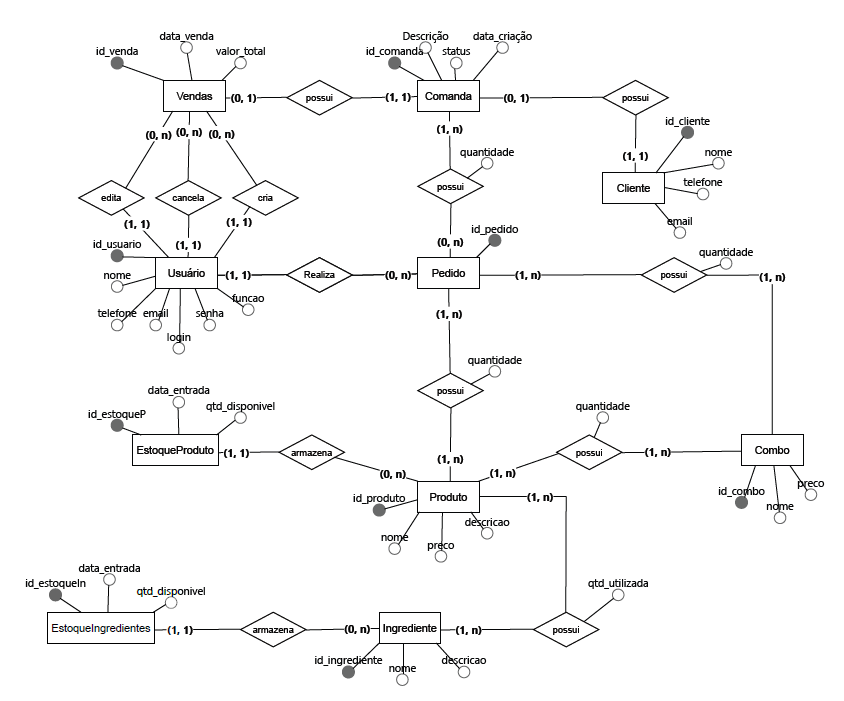 data_venda
id_venda
valor_total
Descrição
data_criação
id_comanda
status
Vendas
(0, 1)
possui
(1, 1)
Comanda
(0, 1)
possui
(0, n)
(0, n)
(0, n)
(1, n)
id_cliente
quantidade
nome
(1, 1)
edita
cancela
cria
possui
Cliente
telefone
(1, 1)
(1, 1)
email
id_pedido
id_usuario
(1, 1)
(0, n)
quantidade
Usuário
(1, 1)
Realiza
(0, n)
Pedido
(1, n)
possui
(1, n)
nome
funcao
telefone
email
senha
(1, n)
login
quantidade
data_entrada
possui
id_estoqueP
qtd_disponivel
quantidade
EstoqueProduto
(1, 1)
armazena
possui
(1, n)
Combo
(1, n)
(0, n)
(1, n)
id_produto
Produto
(1, n)
id_combo
preco
nome
descricao
nome
preco
data_entrada
id_estoqueIn
qtd_disponivel
qtd_utilizada
EstoqueIngredientes
(1, 1)
armazena
(0, n)
Ingrediente
(1, n)
possui
id_ingrediente
nome
descricao